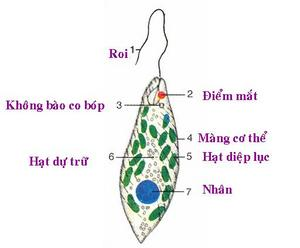 Roi 1
2 Điểm mắt
Không bào co bóp 3
4 Màng cơ thể
Hạt dự trữ 6
5 Hạt diệp lục
7 Nhân